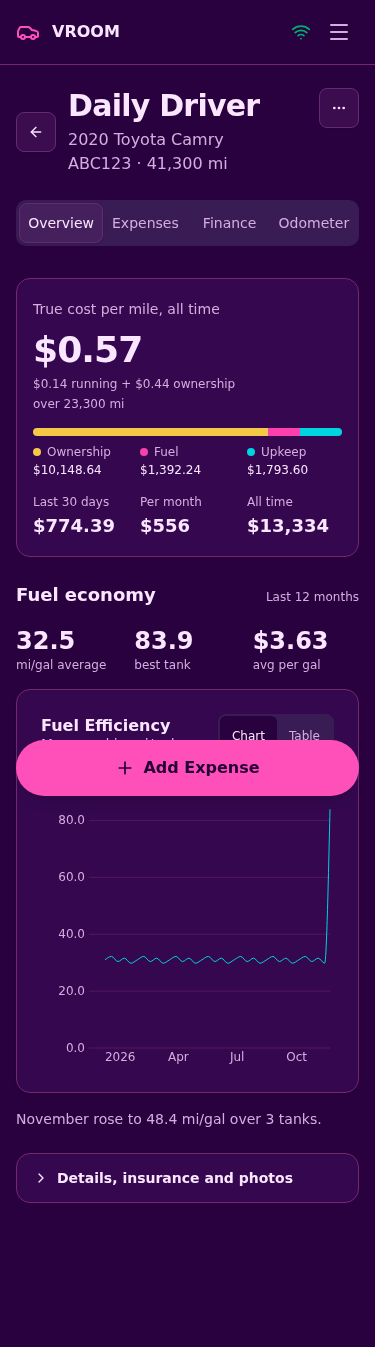 VROOM
Daily Driver
2020 Toyota Camry
ABC123 · 41,300 mi
Overview Expenses Finance Odometer
True cost per mile, all time
$0.57
$0.14 running + $0.44 ownership
over 23,300 mi
Ownership Fuel Upkeep
$10,148.64 $1,392.24 $1,793.60
Last 30 days Per month All time
$774.39 $556 $13,334
Fuel economy Last 12 months
32.5 83.9 $3.63
mi/gal average best tank avg per gal
Fuel Efficiency
Chart Table
+ Add Expense
80.0
60.0
40.0
20.0
0.0
2026 Apr Jul Oct
November rose to 48.4 mi/gal over 3 tanks.
Details, insurance and photos